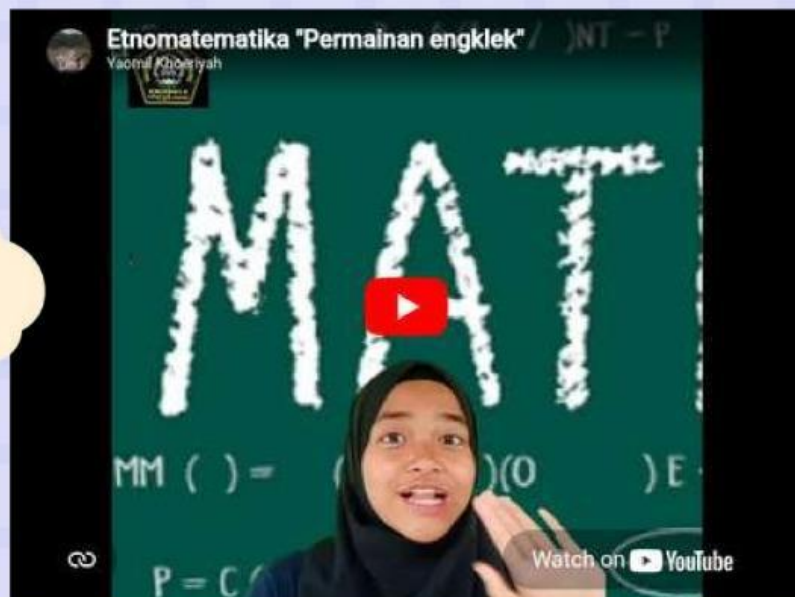 Etnomatematika "Permainan engklek"
Yaomil Khoeriyah
/ )NT - P
MAT
MM ( ) = ( )(O ) E
P = C (
Watch on YouTube